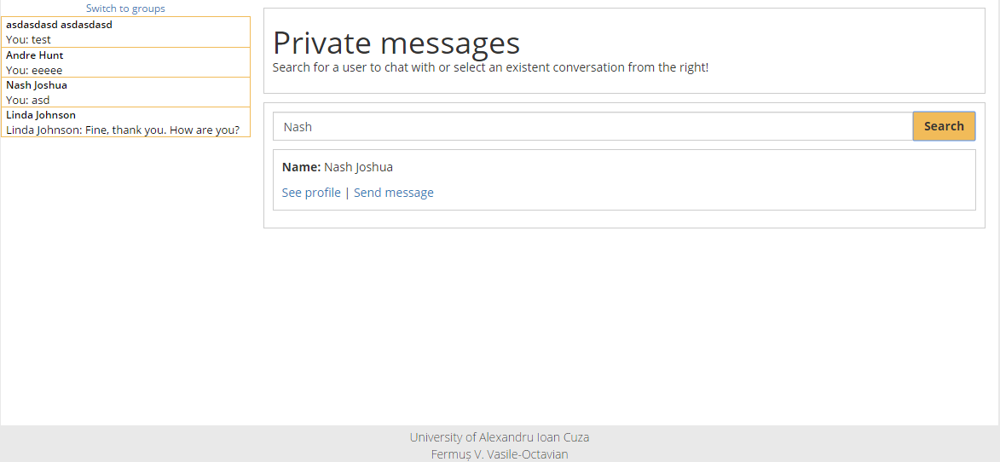 Switch to groups
asdasdasd asdasdasd
You: test
Andre Hunt
You: eeeee
Nash Joshua
You: asd
Linda Johnson
Linda Johnson: Fine, thank you. How are you?
Private messages
Search for a user to chat with or select an existent conversation from the right!
Nash
Search
Name: Nash Joshua
See profile | Send message
University of Alexandru Ioan Cuza
Fermuș V. Vasile-Octavian